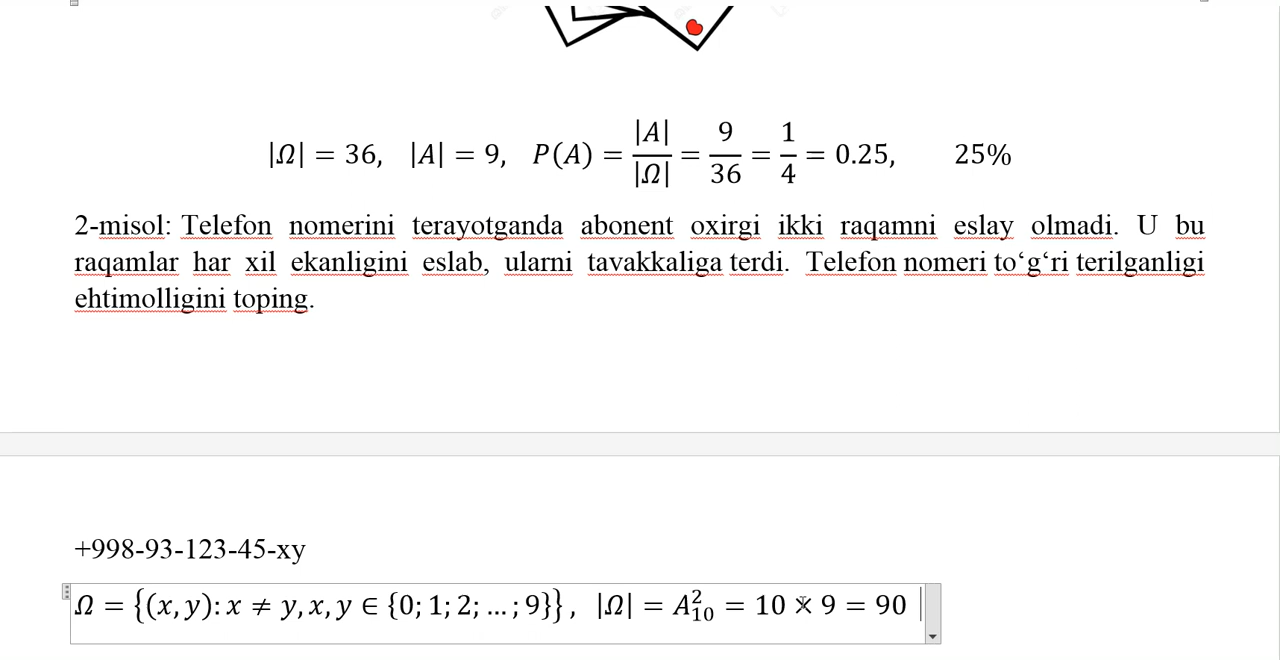 |Ω| = 36, |A| = 9, P(A) = |A|/|Ω| = 9/36 = 1/4 = 0.25, 25%
2-misol: Telefon nomerini terayotganda abonent oxirgi ikki raqamni eslay olmadi. U bu
raqamlar har xil ekanligini eslab, ularni tavakkaliga terdi. Telefon nomeri to‘g‘ri terilganligi
ehtimolligini toping.
+998-93-123-45-xy
Ω = {(x, y): x ≠ y, x, y ∈ {0; 1; 2; …; 9}}, |Ω| = A²₁₀ = 10 × 9 = 90